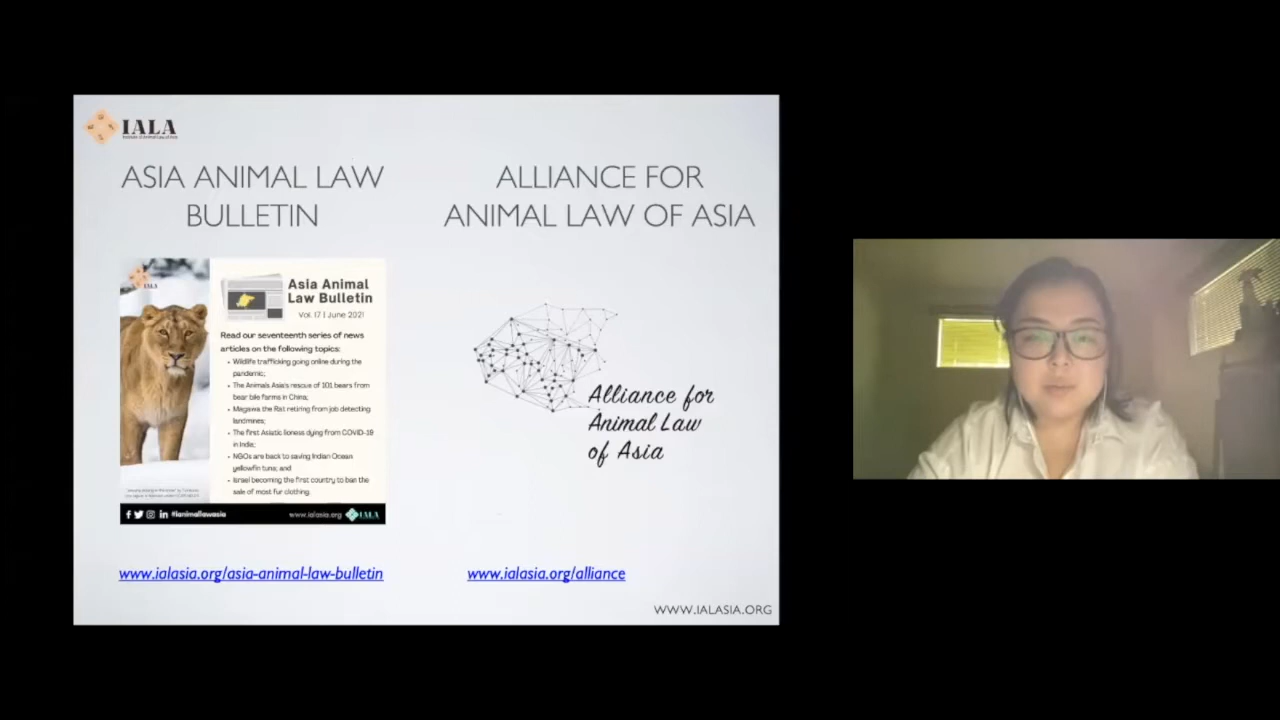 IALA
ASIA ANIMAL LAW
BULLETIN
ALLIANCE FOR
ANIMAL LAW OF ASIA
IALA
Asia Animal
Law Bulletin
Vol. 17 | June 2021
Read our seventeenth series of news
articles on the following topics:
• Wildlife trafficking going online during the
pandemic;
• The Animals Asia's rescue of 101 bears from
bear bile farms in China;
• Magawa the Rat retiring from job detecting
landmines;
• The first Asiatic lioness dying from COVID-19
in India;
• NGOs are back to saving Indian Ocean
yellowfin tuna; and
• Israel becoming the first country to ban the
sale of most fur clothing.
#ianimallawasia
www.ialasia.org
IALA
Alliance for
Animal Law
of Asia
www.ialasia.org/asia-animal-law-bulletin
www.ialasia.org/alliance
WWW.IALASIA.ORG